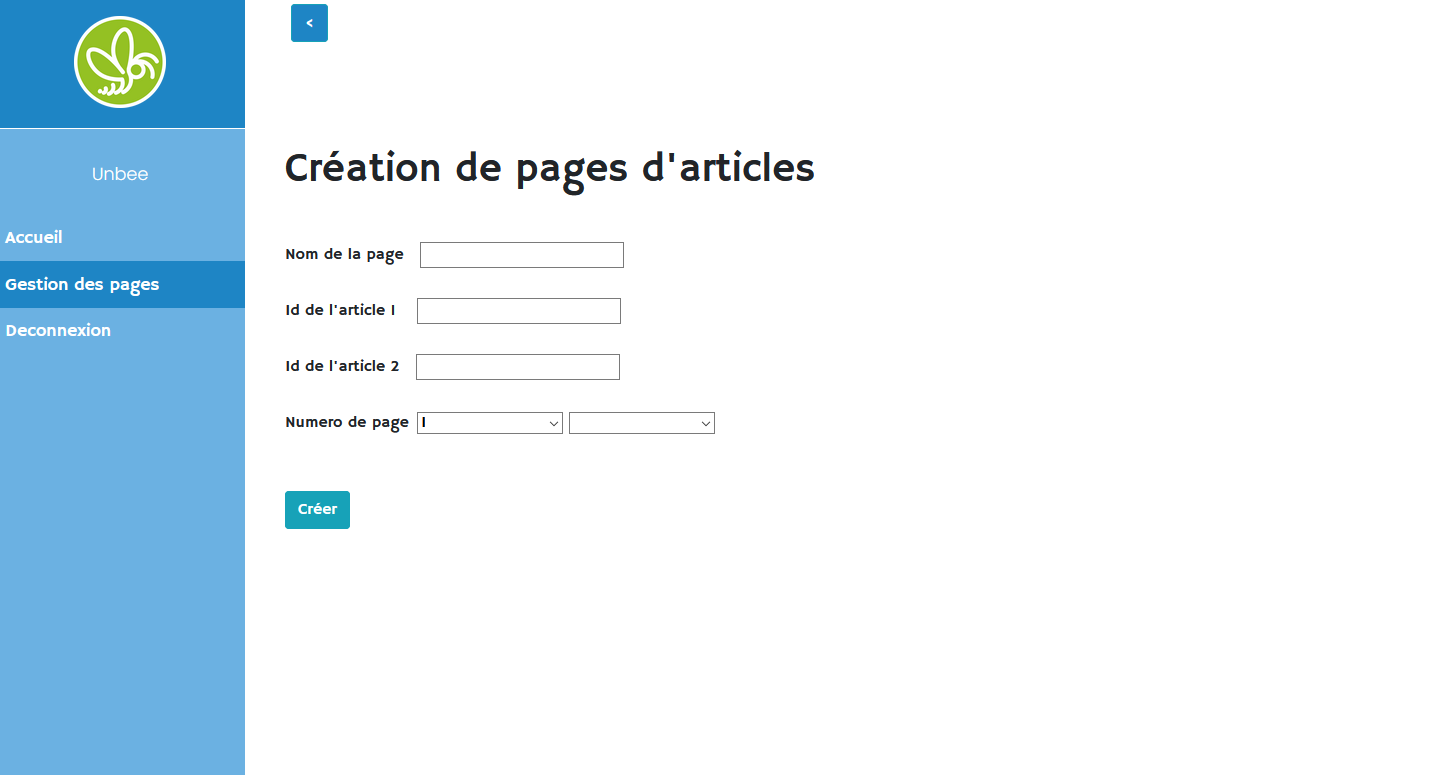 <
Unbee
Accueil
Gestion des pages
Deconnexion
Création de pages d'articles
Nom de la page
Id de l'article 1
Id de l'article 2
Numero de page 1
Créer